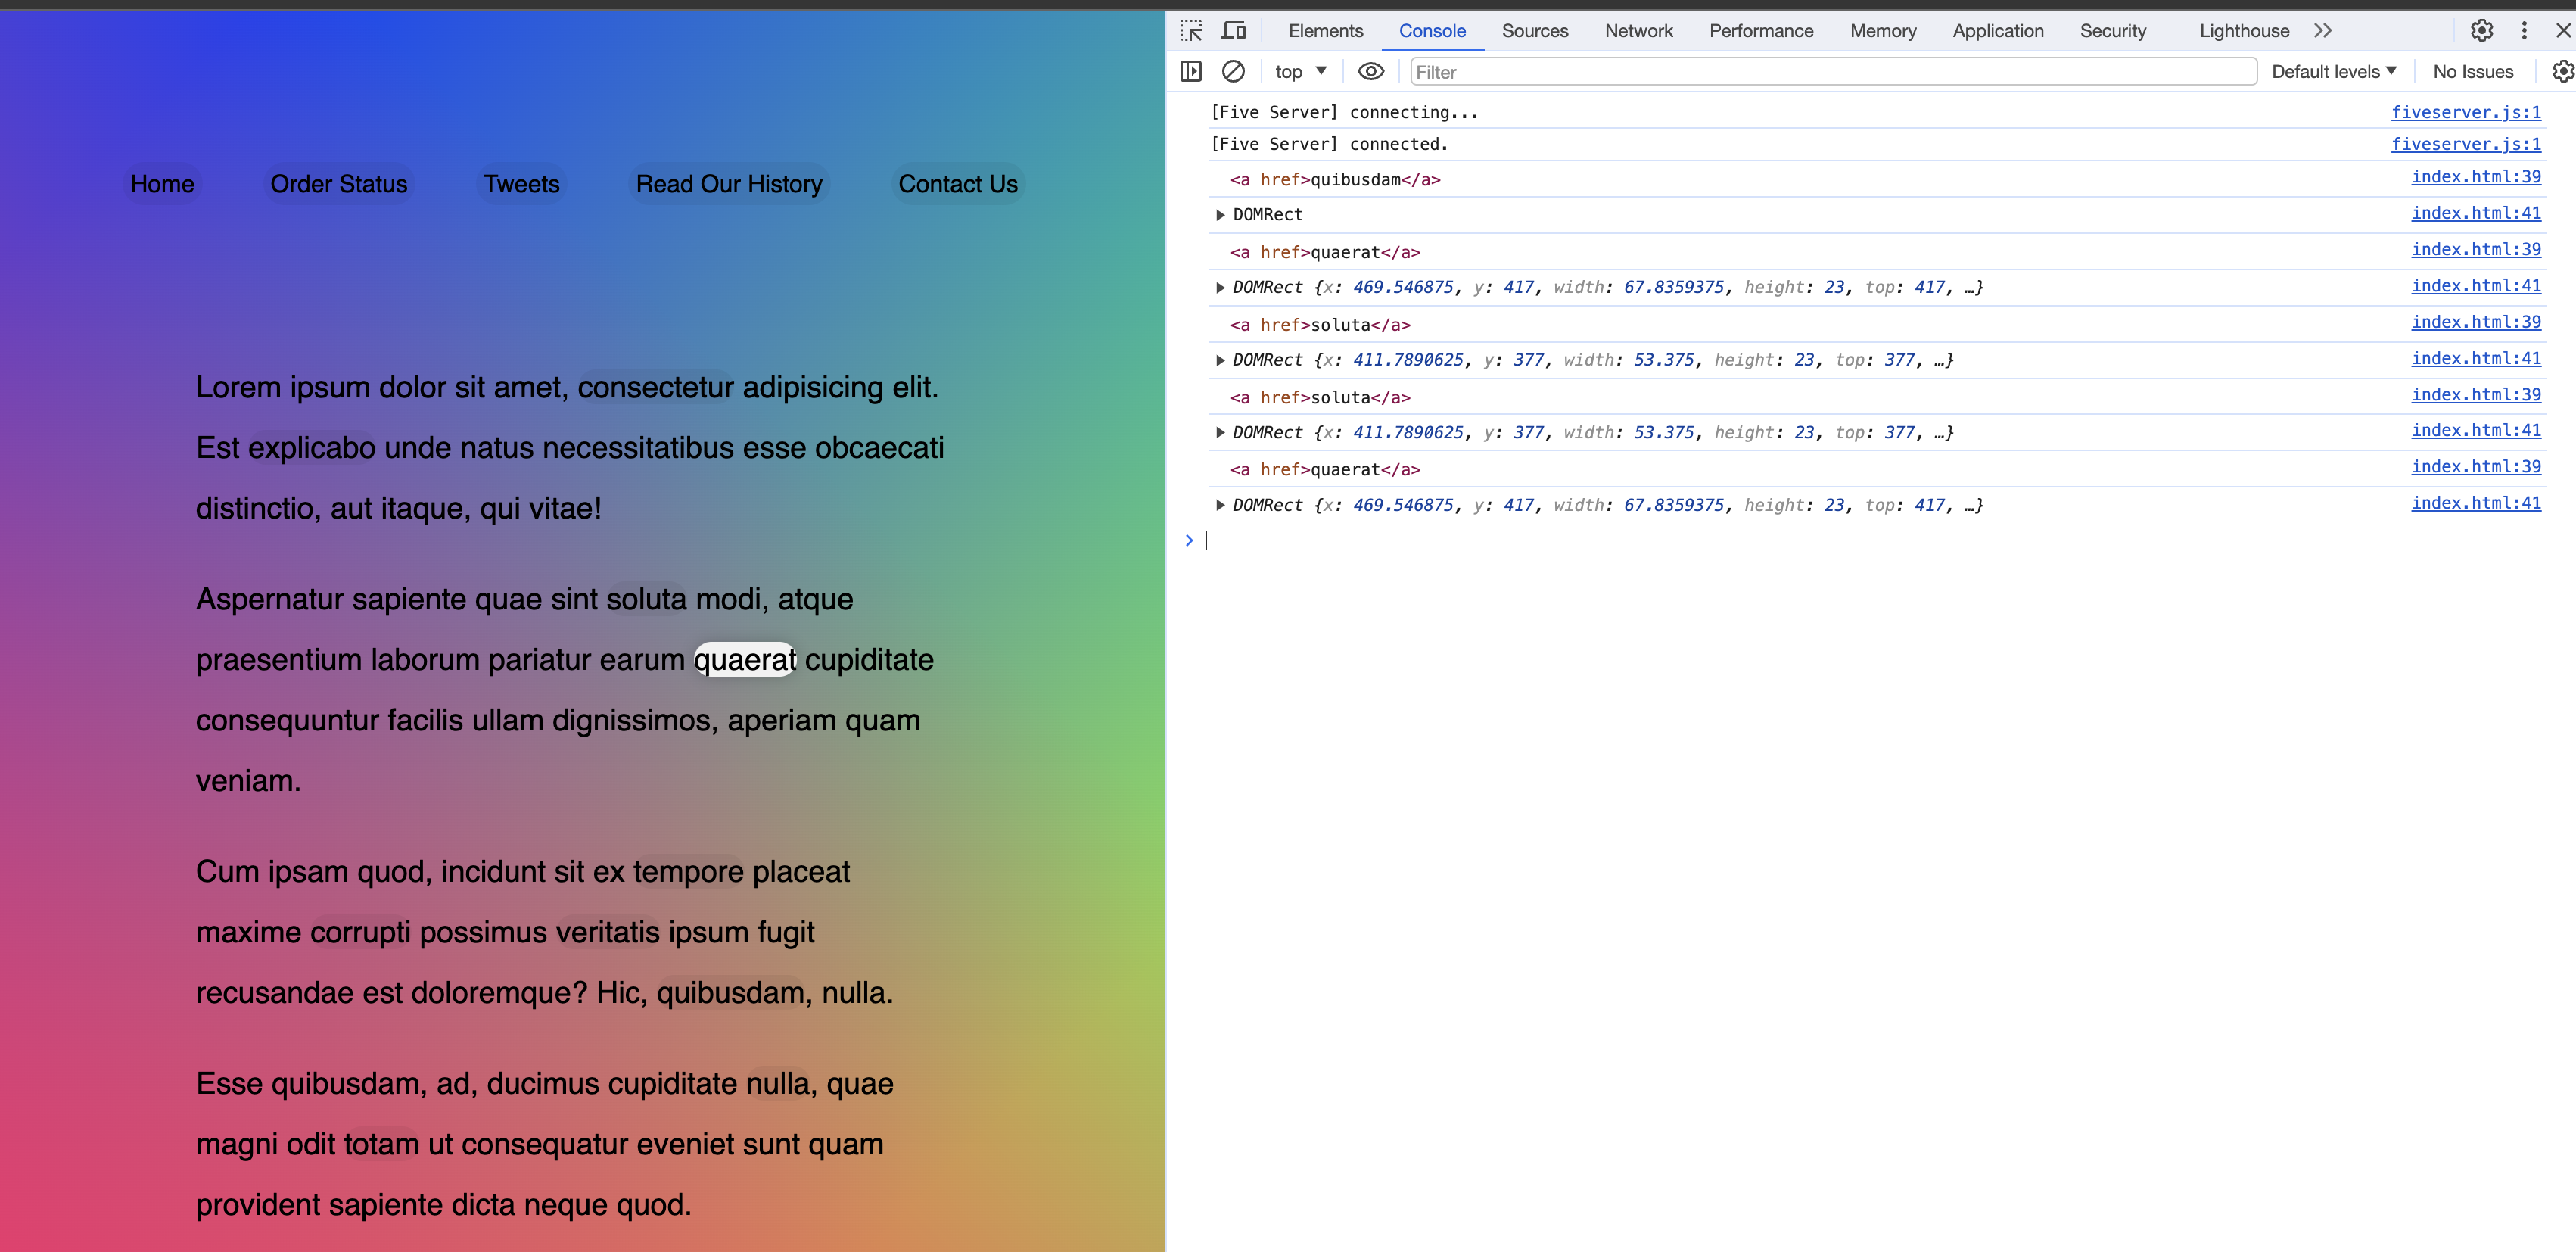 Home Order Status Tweets Read Our History Contact Us
Lorem ipsum dolor sit amet, consectetur adipisicing elit.
Est explicabo unde natus necessitatibus esse obcaecati
distinctio, aut itaque, qui vitae!
Aspernatur sapiente quae sint soluta modi, atque
praesentium laborum pariatur earum quaerat cupiditate
consequuntur facilis ullam dignissimos, aperiam quam
veniam.
Cum ipsam quod, incidunt sit ex tempore placeat
maxime corrupti possimus veritatis ipsum fugit
recusandae est doloremque? Hic, quibusdam, nulla.
Esse quibusdam, ad, ducimus cupiditate nulla, quae
magni odit totam ut consequatur eveniet sunt quam
provident sapiente dicta neque quod.
Elements Console Sources Network Performance Memory Application Security Lighthouse
top Filter Default levels No Issues
[Five Server] connecting... fiveserver.js:1
[Five Server] connected. fiveserver.js:1
<a href>quibusdam</a> index.html:39
DOMRect index.html:41
<a href>quaerat</a> index.html:39
DOMRect {x: 469.546875, y: 417, width: 67.8359375, height: 23, top: 417, …} index.html:41
<a href>soluta</a> index.html:39
DOMRect {x: 411.7890625, y: 377, width: 53.375, height: 23, top: 377, …} index.html:41
<a href>soluta</a> index.html:39
DOMRect {x: 411.7890625, y: 377, width: 53.375, height: 23, top: 377, …} index.html:41
<a href>quaerat</a> index.html:39
DOMRect {x: 469.546875, y: 417, width: 67.8359375, height: 23, top: 417, …} index.html:41